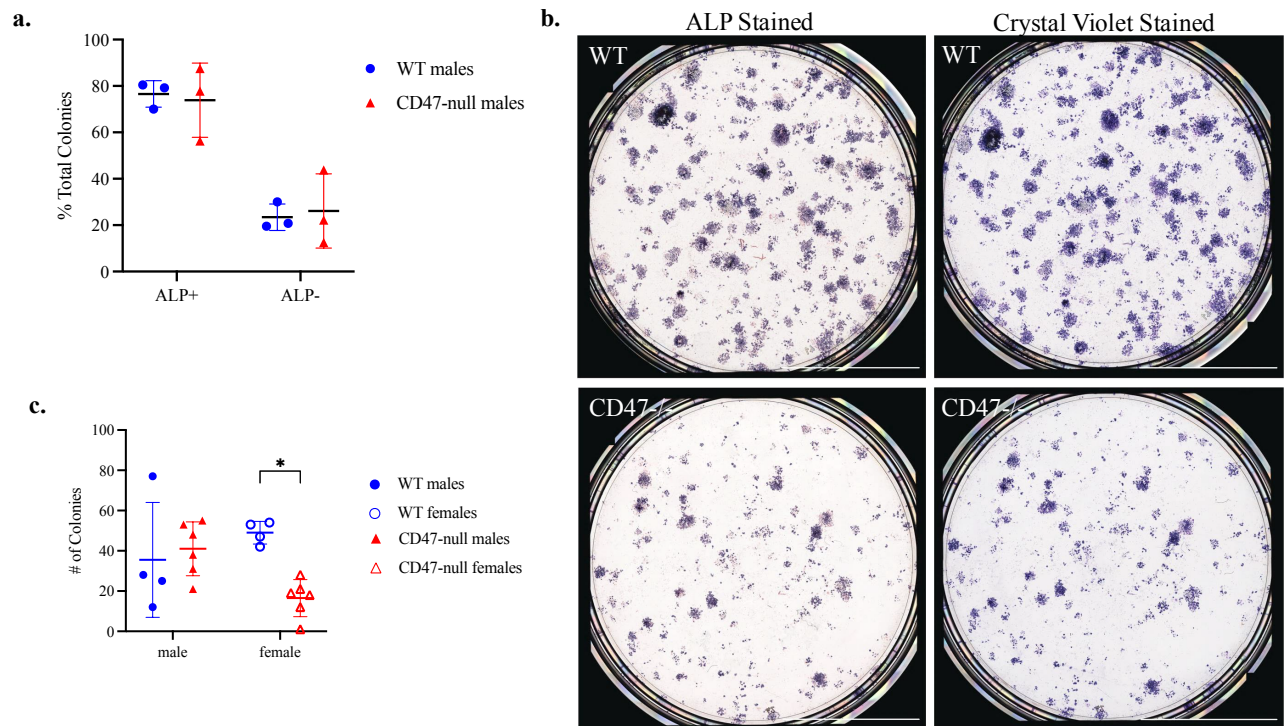 a.
100
80
60
40
20
0
% Total Colonies
ALP+
ALP-
WT males
CD47-null males
b.
ALP Stained
Crystal Violet Stained
WT
WT
CD47-/-
CD47-/-
c.
100
80
60
40
20
0
# of Colonies
*
male
female
WT males
WT females
CD47-null males
CD47-null females